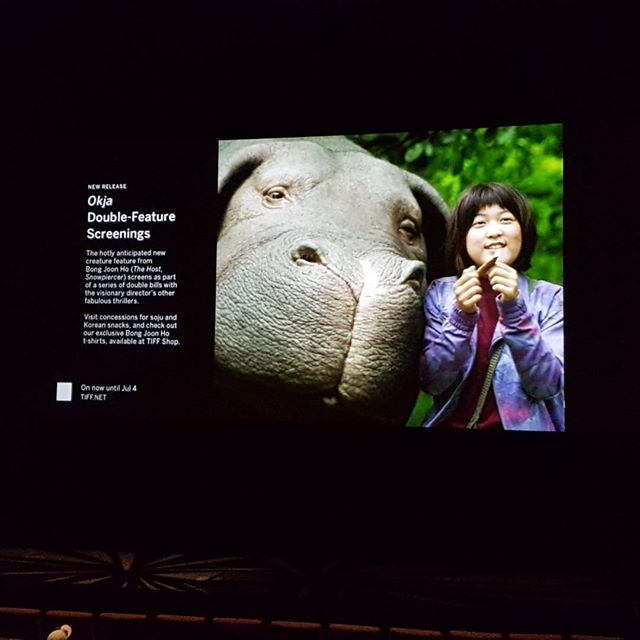 NEW RELEASE
Okja
Double-Feature
Screenings
The hotly anticipated new
creature feature from
Bong Joon Ho (The Host,
Snowpiercer) screens as part
of a series of double bills with
the visionary director's other
fabulous thrillers.
Visit concessions for soju and
Korean snacks, and check out
our exclusive Bong Joon Ho
t-shirts, available at TIFF Shop.
On now until Jul 4
TIFF.NET